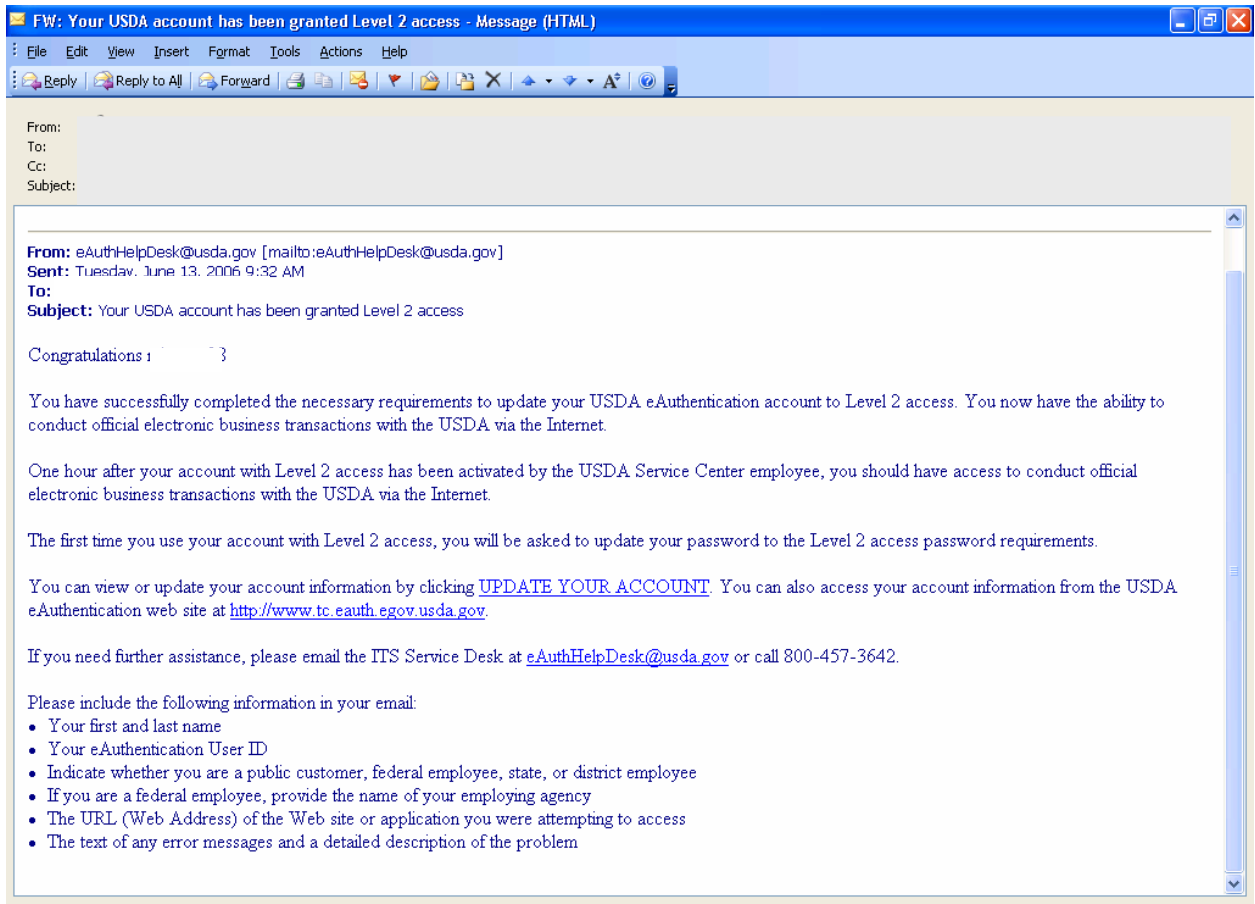 FW: Your USDA account has been granted Level 2 access - Message (HTML)
File Edit View Insert Format Tools Actions Help
Reply Reply to All Forward
From:
To:
Cc:
Subject:
From: eAuthHelpDesk@usda.gov [mailto:eAuthHelpDesk@usda.gov]
Sent: Tuesday, June 13, 2006 9:32 AM
To:
Subject: Your USDA account has been granted Level 2 access
Congratulations
You have successfully completed the necessary requirements to update your USDA eAuthentication account to Level 2 access. You now have the ability to
conduct official electronic business transactions with the USDA via the Internet.
One hour after your account with Level 2 access has been activated by the USDA Service Center employee, you should have access to conduct official
electronic business transactions with the USDA via the Internet.
The first time you use your account with Level 2 access, you will be asked to update your password to the Level 2 access password requirements.
You can view or update your account information by clicking UPDATE YOUR ACCOUNT. You can also access your account information from the USDA
eAuthentication web site at http://www.tc.eauth.egov.usda.gov.
If you need further assistance, please email the ITS Service Desk at eAuthHelpDesk@usda.gov or call 800-457-3642.
Please include the following information in your email:
• Your first and last name
• Your eAuthentication User ID
• Indicate whether you are a public customer, federal employee, state, or district employee
• If you are a federal employee, provide the name of your employing agency
• The URL (Web Address) of the Web site or application you were attempting to access
• The text of any error messages and a detailed description of the problem